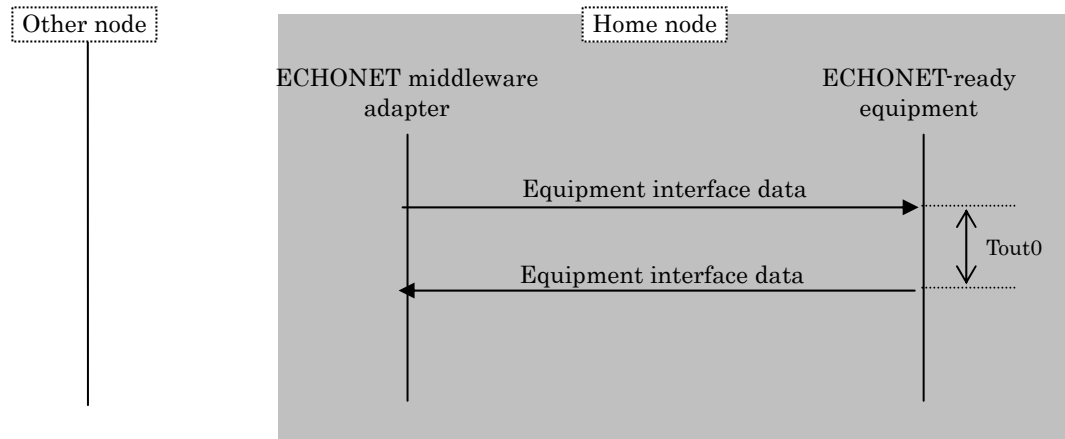 Other node
Home node
ECHONET middleware
adapter
ECHONET-ready
equipment
Equipment interface data
Tout0
Equipment interface data